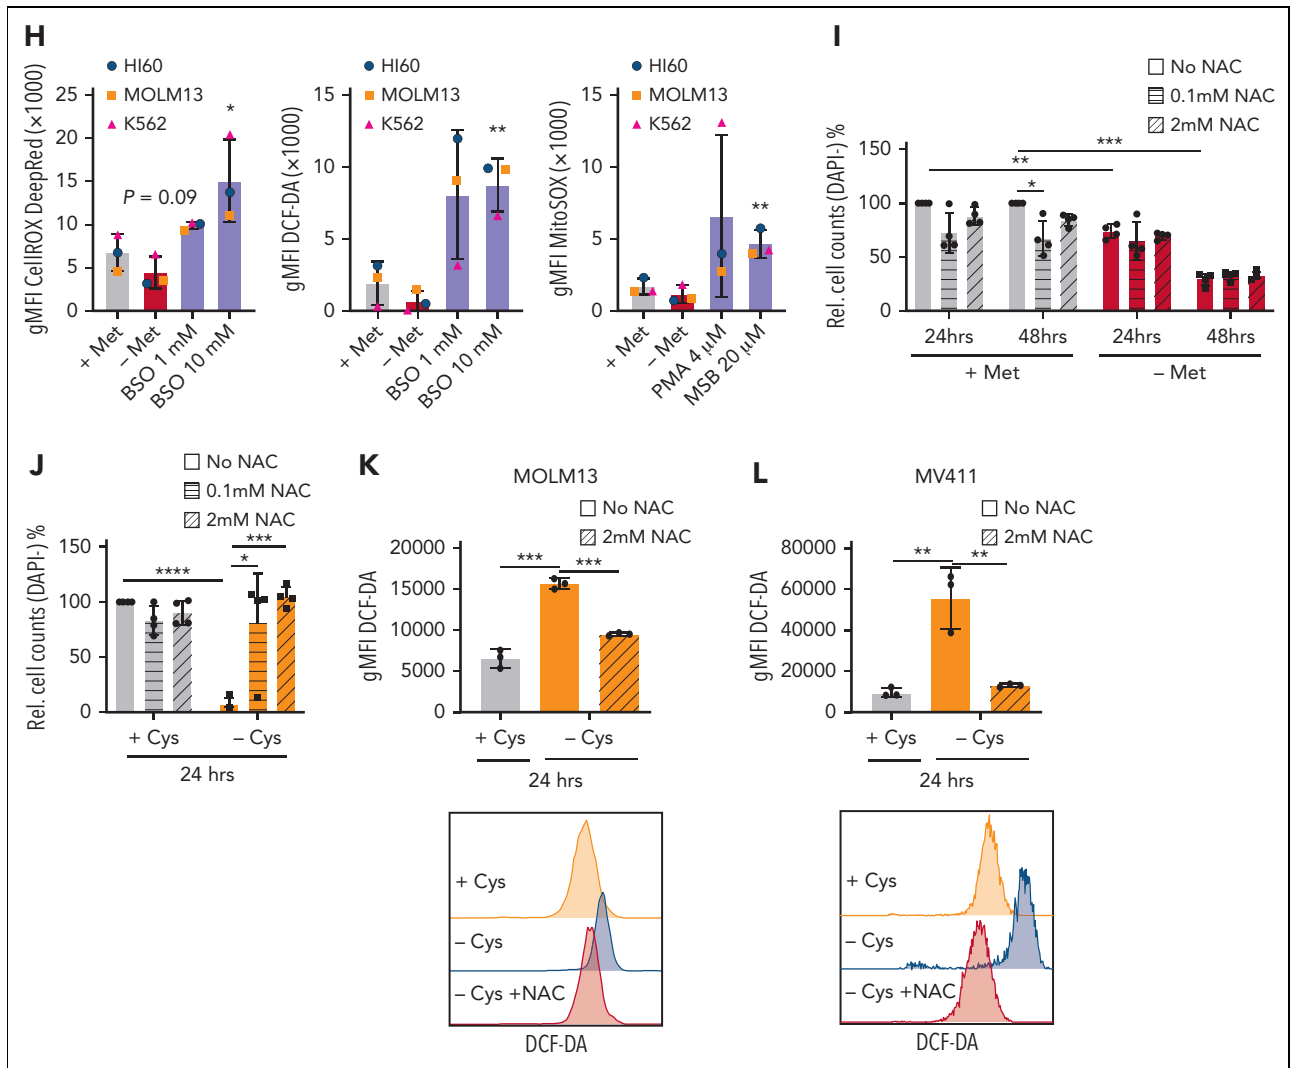 H
HI60
MOLM13
K562
gMFI CellROX DeepRed (×1000)
25
20
15
10
5
0
*
P = 0.09
+ Met
– Met
BSO 1 mM
BSO 10 mM
HI60
MOLM13
K562
gMFI DCF-DA (×1000)
15
10
5
0
**
+ Met
– Met
BSO 1 mM
BSO 10 mM
HI60
MOLM13
K562
gMFI MitoSOX (×1000)
15
10
5
0
**
+ Met
– Met
PMA 4 μM
MSB 20 μM
I
No NAC
0.1mM NAC
2mM NAC
Rel. cell counts (DAPI-) %
150
100
50
0
**
*
***
24hrs
48hrs
24hrs
48hrs
+ Met
– Met
J
No NAC
0.1mM NAC
2mM NAC
Rel. cell counts (DAPI-) %
150
100
50
0
****
*
***
+ Cys
– Cys
24 hrs
K
MOLM13
No NAC
2mM NAC
gMFI DCF-DA
20000
15000
10000
5000
0
***
***
+ Cys
– Cys
24 hrs
+ Cys
– Cys
– Cys +NAC
DCF-DA
L
MV411
No NAC
2mM NAC
gMFI DCF-DA
80000
60000
40000
20000
0
**
**
+ Cys
– Cys
24 hrs
+ Cys
– Cys
– Cys +NAC
DCF-DA